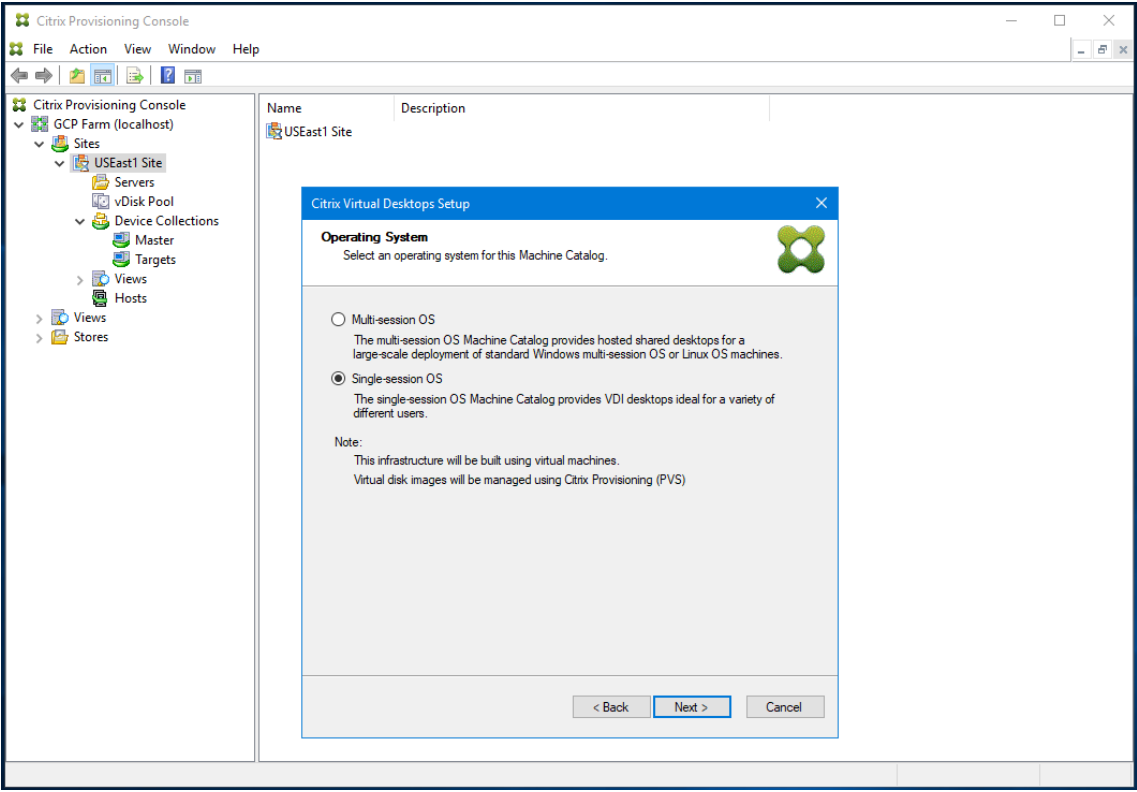 Citrix Provisioning Console
File Action View Window Help
Citrix Provisioning Console
GCP Farm (localhost)
Sites
USEast1 Site
Servers
vDisk Pool
Device Collections
Master
Targets
Views
Hosts
Views
Stores
Name Description
USEast1 Site
Citrix Virtual Desktops Setup
Operating System
Select an operating system for this Machine Catalog.
Multi-session OS
The multi-session OS Machine Catalog provides hosted shared desktops for a
large-scale deployment of standard Windows multi-session OS or Linux OS machines.
Single-session OS
The single-session OS Machine Catalog provides VDI desktops ideal for a variety of
different users.
Note:
This infrastructure will be built using virtual machines.
Virtual disk images will be managed using Citrix Provisioning (PVS)
< Back Next > Cancel